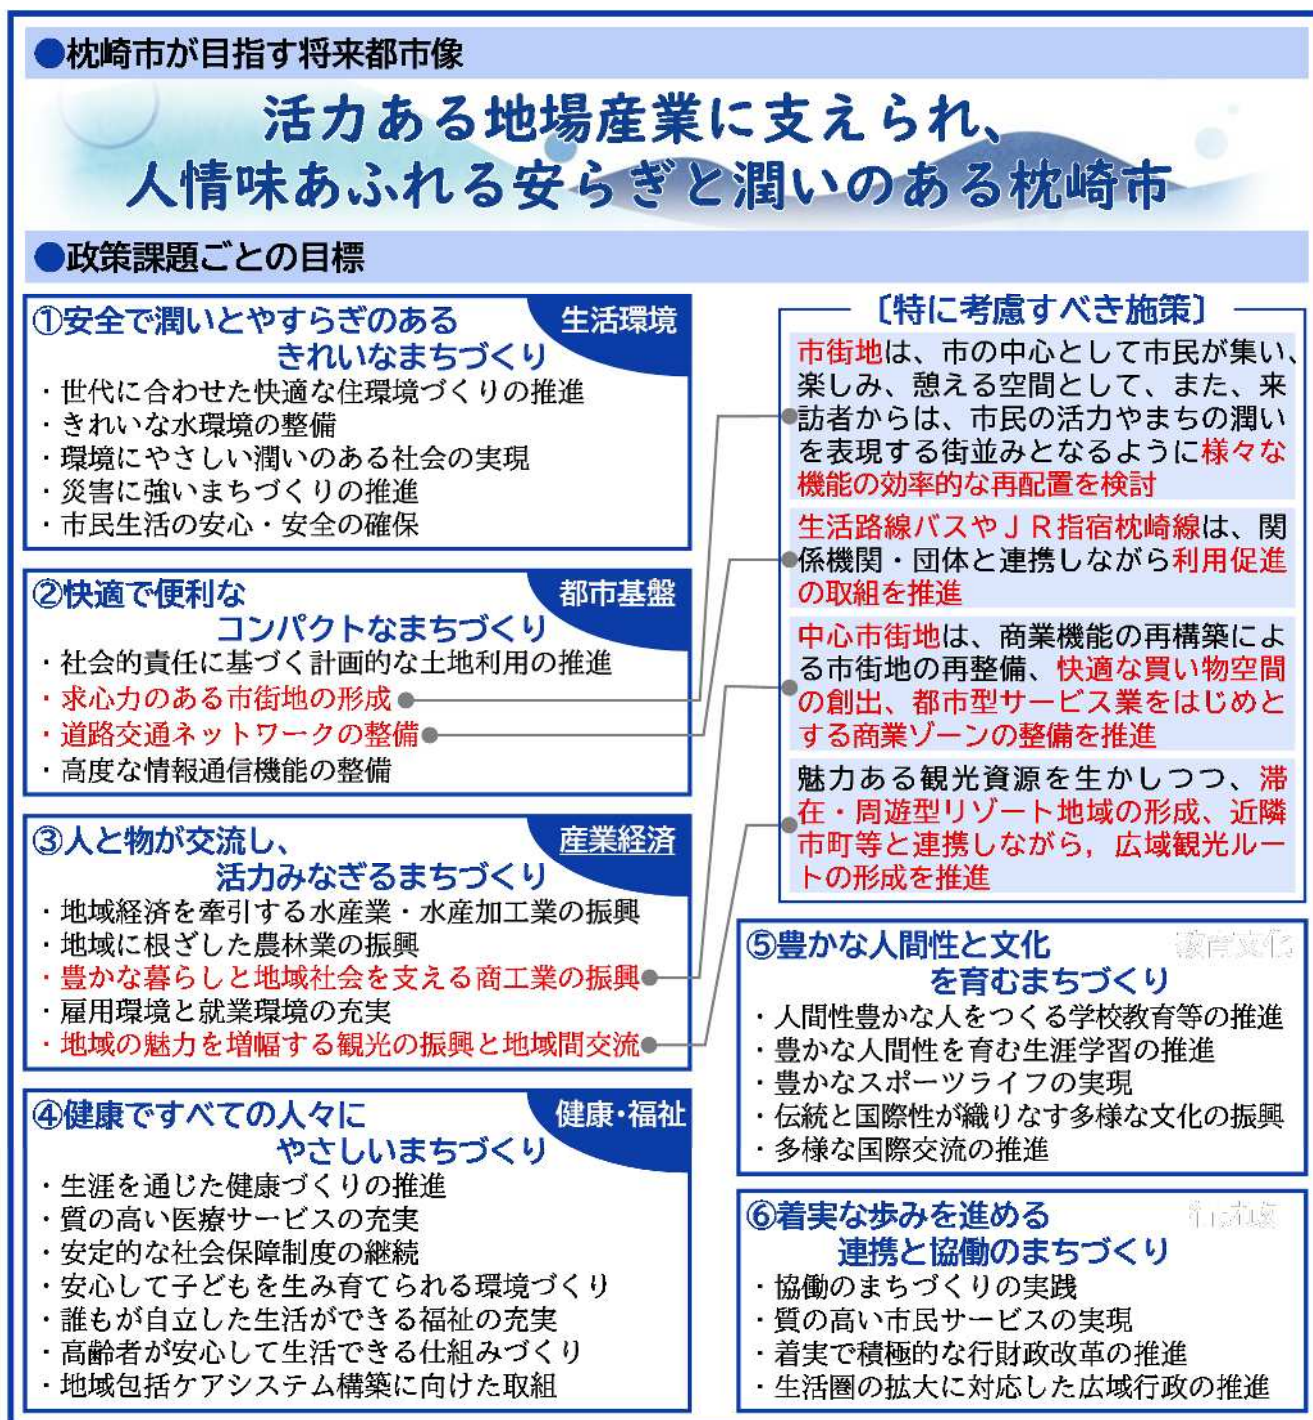 ●枕崎市が目指す将来都市像
活力ある地場産業に支えられ、
人情味あふれる安らぎと潤いのある枕崎市
●政策課題ごとの目標
①安全で潤いとやすらぎのある
きれいなまちづくり
生活環境
・世代に合わせた快適な住環境づくりの推進
・きれいな水環境の整備
・環境にやさしい潤いのある社会の実現
・災害に強いまちづくりの推進
・市民生活の安心・安全の確保
②快適で便利な
コンパクトなまちづくり
都市基盤
・社会的責任に基づく計画的な土地利用の推進
・求心力のある市街地の形成
・道路交通ネットワークの整備
・高度な情報通信機能の整備
③人と物が交流し、
活力みなぎるまちづくり
産業経済
・地域経済を牽引する水産業・水産加工業の振興
・地域に根ざした農林業の振興
・豊かな暮らしと地域社会を支える商工業の振興
・雇用環境と就業環境の充実
・地域の魅力を増幅する観光の振興と地域間交流
④健康ですべての人々に
やさしいまちづくり
健康・福祉
・生涯を通じた健康づくりの推進
・質の高い医療サービスの充実
・安定的な社会保障制度の継続
・安心して子どもを生み育てられる環境づくり
・誰もが自立した生活ができる福祉の充実
・高齢者が安心して生活できる仕組みづくり
・地域包括ケアシステム構築に向けた取組
〔特に考慮すべき施策〕
市街地は、市の中心として市民が集い、
楽しみ、憩える空間として、また、来
訪者からは、市民の活力やまちの潤い
を表現する街並みとなるように様々な
機能の効率的な再配置を検討
生活路線バスやＪＲ指宿枕崎線は、関
係機関・団体と連携しながら利用促進
の取組を推進
中心市街地は、商業機能の再構築によ
る市街地の再整備、快適な買い物空間
の創出、都市型サービス業をはじめと
する商業ゾーンの整備を推進
魅力ある観光資源を生かしつつ、滞
在・周遊型リゾート地域の形成、近隣
市町等と連携しながら，広域観光ルー
トの形成を推進
⑤豊かな人間性と文化
を育むまちづくり
教育文化
・人間性豊かな人をつくる学校教育等の推進
・豊かな人間性を育む生涯学習の推進
・豊かなスポーツライフの実現
・伝統と国際性が織りなす多様な文化の振興
・多様な国際交流の推進
⑥着実な歩みを進める
連携と協働のまちづくり
・協働のまちづくりの実践
・質の高い市民サービスの実現
・着実で積極的な行財政改革の推進
・生活圏の拡大に対応した広域行政の推進